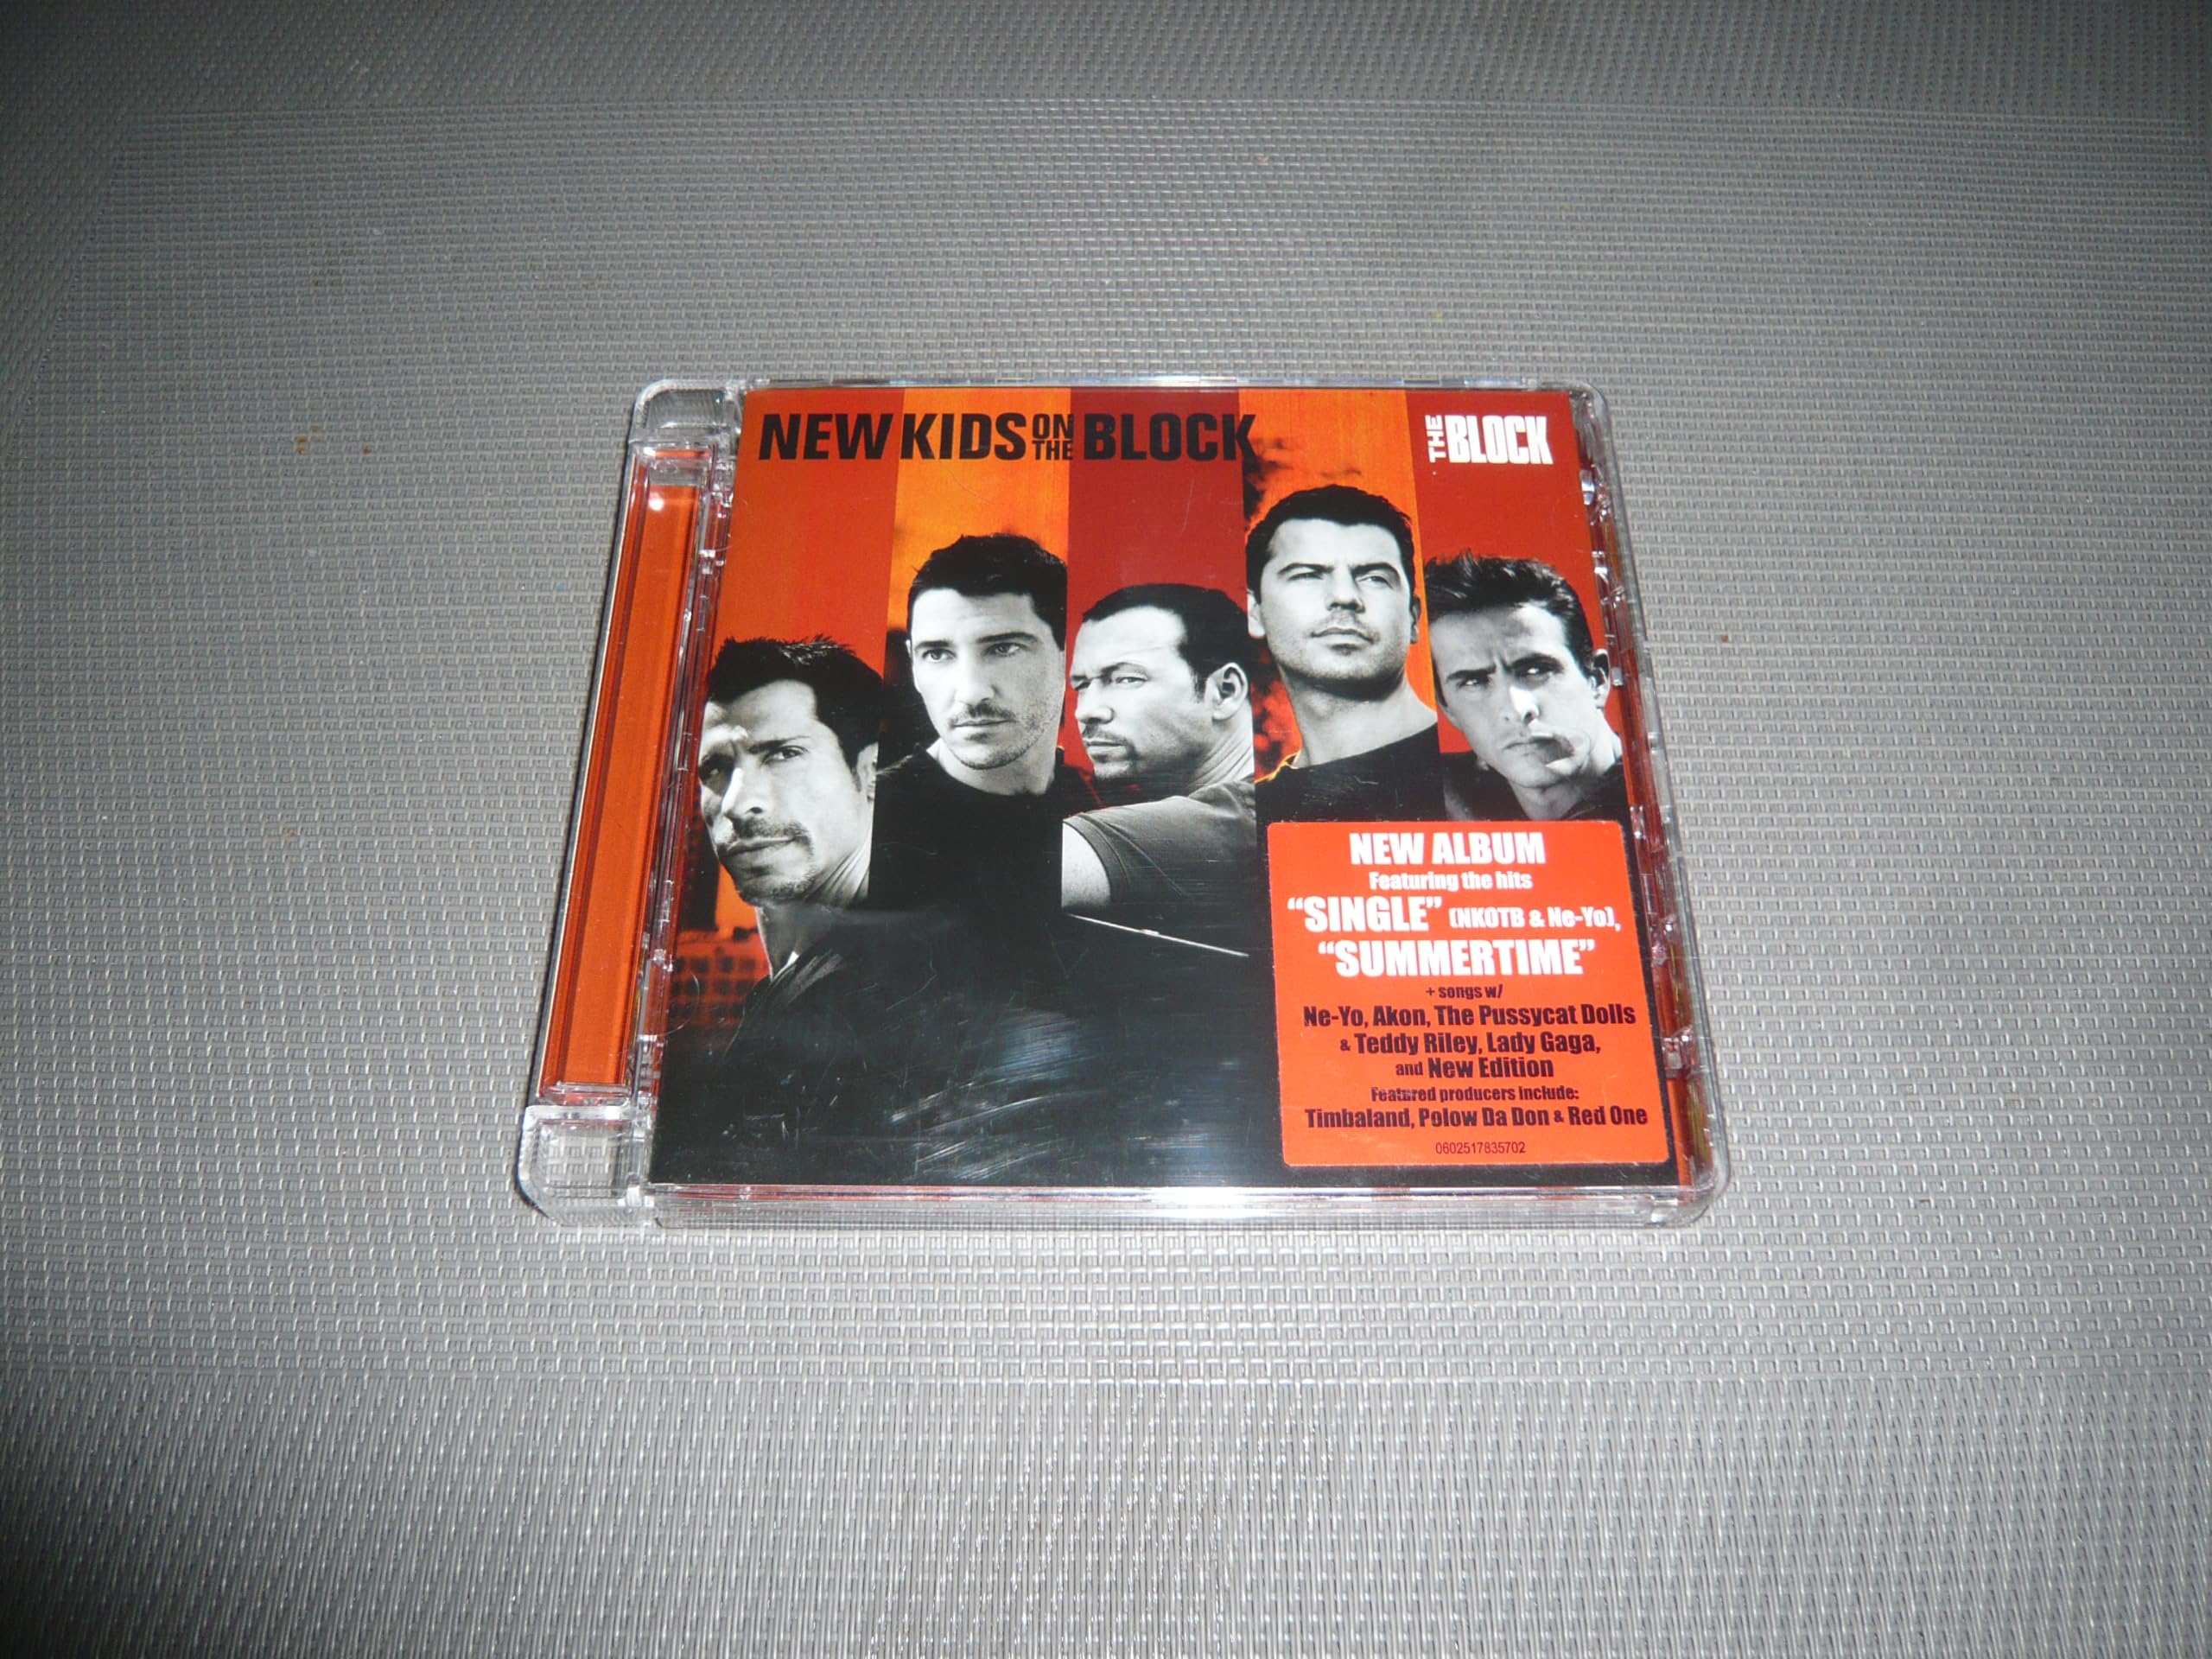 NEW KIDS ON THE BLOCK
THE BLOCK
NEW ALBUM
Featuring the hits
“SINGLE” (NKOTB & Ne-Yo),
“SUMMERTIME”
+ songs w/
Ne-Yo, Akon, The Pussycat Dolls
& Teddy Riley, Lady Gaga,
and New Edition
Featured producers include:
Timbaland, Polow Da Don & Red One
0602517835702